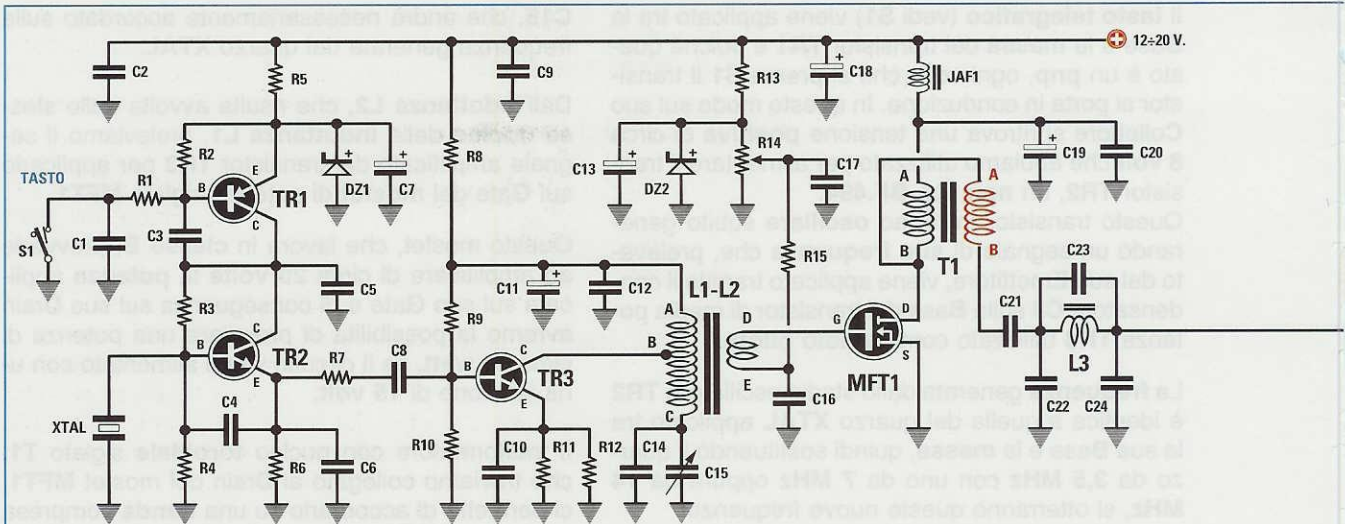 12÷20 V.
C2
R5
C9
R13
C18
JAF1
R2
E
B
C
TR1
DZ1
C7
R8
C13
DZ2
R14
C17
C19
C20
TASTO
R1
S1
C1
C3
C5
C11
C12
R15
A
B
T1
A
B
C23
R3
B
C
E
TR2
R7
C8
R9
B
C
E
TR3
L1-L2
A
B
C
D
E
G
D
S
MFT1
C21
L3
XTAL
C4
R4
R6
C6
R10
C10
R11
R12
C14
C15
C16
C22
C24